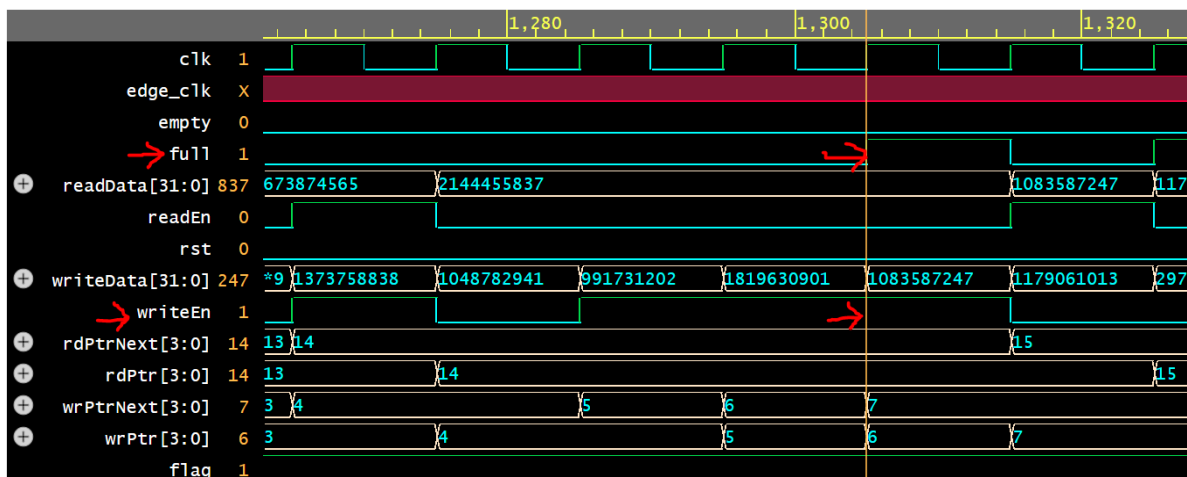 1,280 1,300 1,320
clk 1
edge_clk X
empty 0
full 1
readData[31:0] 837 673874565 2144455837 1083587247 117
readEn 0
rst 0
writeData[31:0] 247 *9 1373758838 1048782941 991731202 1819630901 1083587247 1179061013 297
writeEn 1
rdPtrNext[3:0] 14 13 14 15
rdPtr[3:0] 14 13 14 15
wrPtrNext[3:0] 7 3 4 5 6 7
wrPtr[3:0] 6 3 4 5 6 7
flag 1